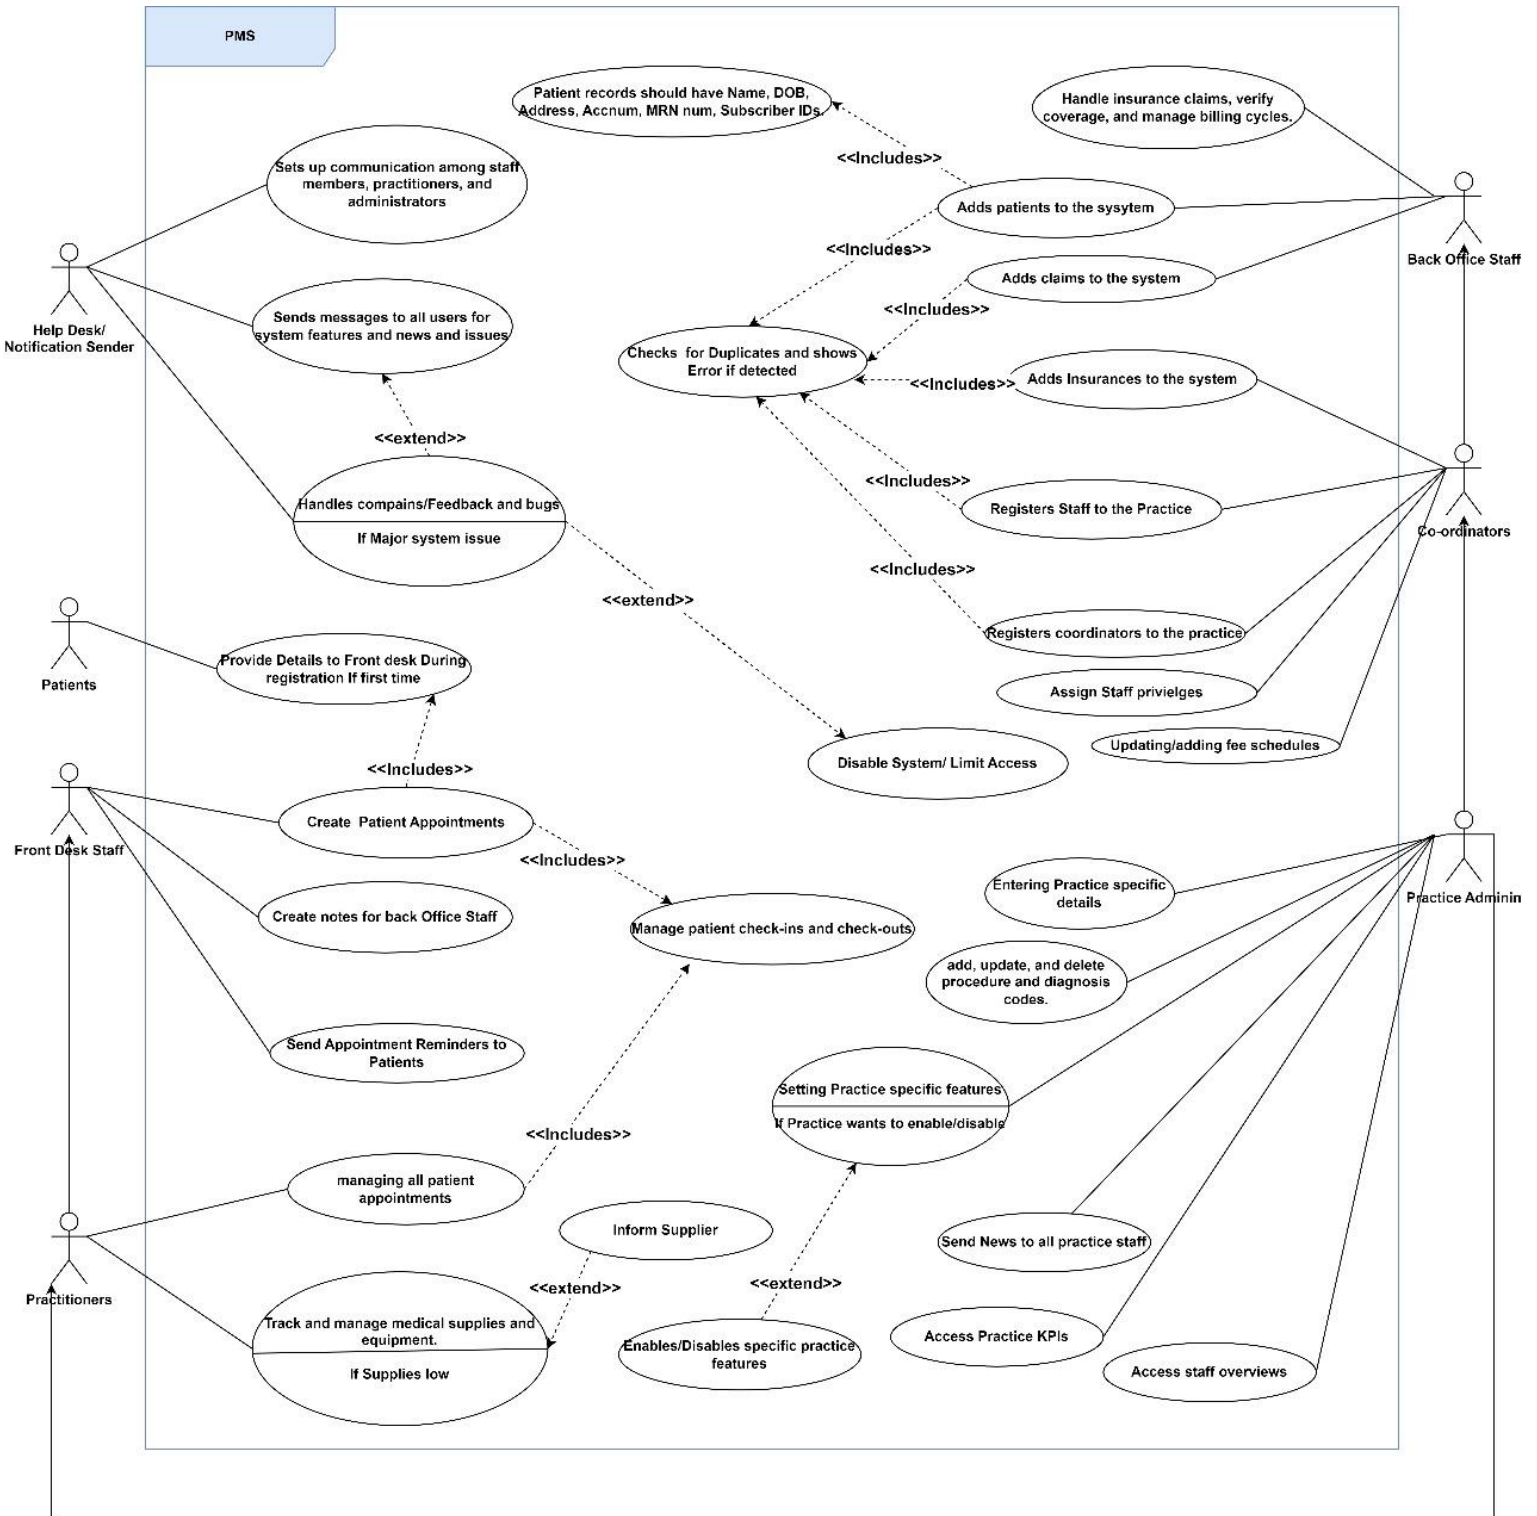 PMS
Patient records should have Name, DOB,
Address, Accnum, MRN num, Subscriber IDs.
Handle insurance claims, verify
coverage, and manage billing cycles.
<<Includes>>
Sets up communication among staff
members, practitioners, and
administrators
Adds patients to the sysytem
<<Includes>>
Back Office Staff
Adds claims to the system
<<Includes>>
Help Desk/
Notification Sender
Sends messages to all users for
system features and news and issues
Checks for Duplicates and shows
Error if detected
<<Includes>>
Adds Insurances to the system
<<extend>>
<<Includes>>
Handles compains/Feedback and bugs
If Major system issue
Registers Staff to the Practice
Co-ordinators
<<Includes>>
<<extend>>
Registers coordinators to the practice
Patients
Provide Details to Front desk During
registration If first time
Assign Staff privielges
Updating/adding fee schedules
<<Includes>>
Disable System/ Limit Access
Create Patient Appointments
Front Desk Staff
<<Includes>>
Entering Practice specific
details
Practice Adminin
Create notes for back Office Staff
Manage patient check-ins and check-outs
add, update, and delete
procedure and diagnosis
codes.
Send Appointment Reminders to
Patients
Setting Practice specific features
If Practice wants to enable/disable
<<Includes>>
managing all patient
appointments
Inform Supplier
Send News to all practice staff
<<extend>>
<<extend>>
Practitioners
Track and manage medical supplies and
equipment.
If Supplies low
Enables/Disables specific practice
features
Access Practice KPIs
Access staff overviews